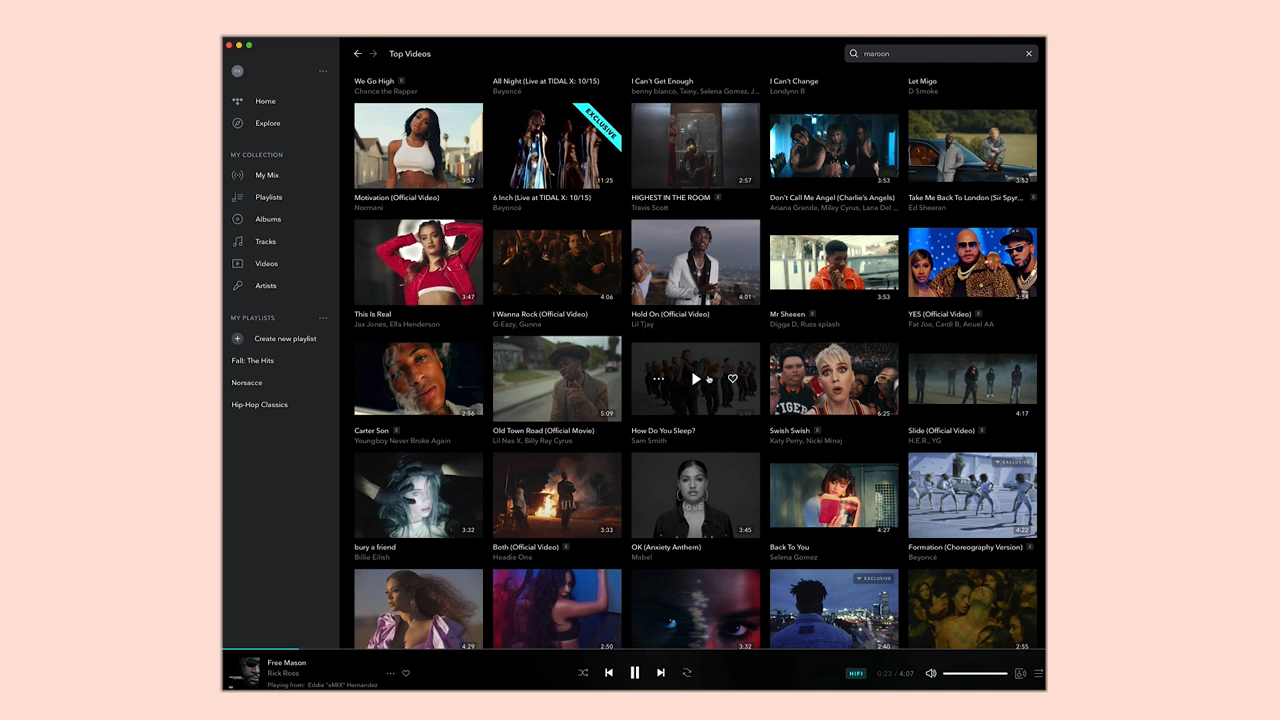 Top Videos
maroon
Home
Explore
MY COLLECTION
My Mix
Playlists
Albums
Tracks
Videos
Artists
MY PLAYLISTS
Create new playlist
Fall: The Hits
Norsacce
Hip-Hop Classics
We Go High E
Chance the Rapper
All Night (Live at TIDAL X: 10/15)
Beyoncé
I Can't Get Enough
benny blanco, Tainy, Selena Gomez, J...
I Can't Change
Londynn B
Let Migo
D Smoke
3:57
EXCLUSIVE
11:25
2:57
3:53
3:52
Motivation (Official Video)
Normani
6 Inch (Live at TIDAL X: 10/15)
Beyoncé
HIGHEST IN THE ROOM E
Travis Scott
Don't Call Me Angel (Charlie's Angels)
Ariana Grande, Miley Cyrus, Lana Del ...
Take Me Back To London (Sir Spyr... E
Ed Sheeran
3:47
4:06
4:01
3:53
3:54
This Is Real
Jax Jones, Ella Henderson
I Wanna Rock (Official Video)
G-Eazy, Gunna
Hold On (Official Video)
Lil Tjay
Mr Sheeen E
Digga D, Russ splash
YES (Official Video) E
Fat Joe, Cardi B, Anuel AA
2:56
5:09
TIGER
6:25
4:17
Carter Son E
Youngboy Never Broke Again
Old Town Road (Official Movie)
Lil Nas X, Billy Ray Cyrus
How Do You Sleep?
Sam Smith
Swish Swish E
Katy Perry, Nicki Minaj
Slide (Official Video) E
H.E.R., YG
EXCLUSIVE
3:32
3:33
3:45
4:27
4:22
bury a friend
Billie Eilish
Both (Official Video) E
Headie One
OK (Anxiety Anthem)
Mabel
Back To You
Selena Gomez
Formation (Choreography Version) E
Beyoncé
EXCLUSIVE
4:29
2:50
3:32
2:40
2:55
Free Mason
Rick Ross
Playing from: Eddie "eMIX" Hernandez
HIFI
0:23 / 4:07